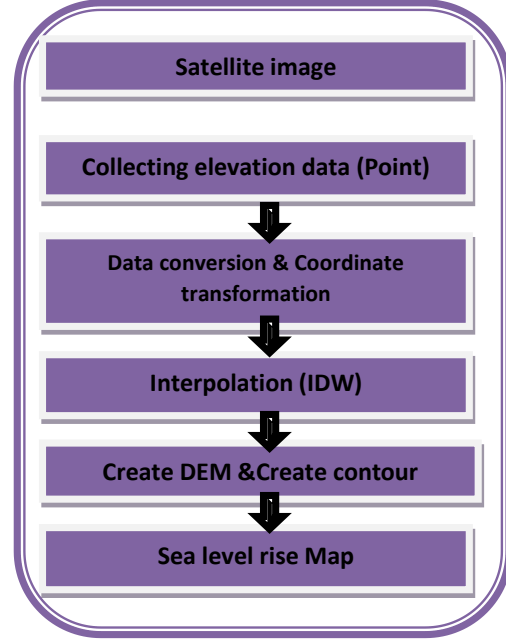 Satellite image
Collecting elevation data (Point)
Data conversion & Coordinate
transformation
Interpolation (IDW)
Create DEM &Create contour
Sea level rise Map